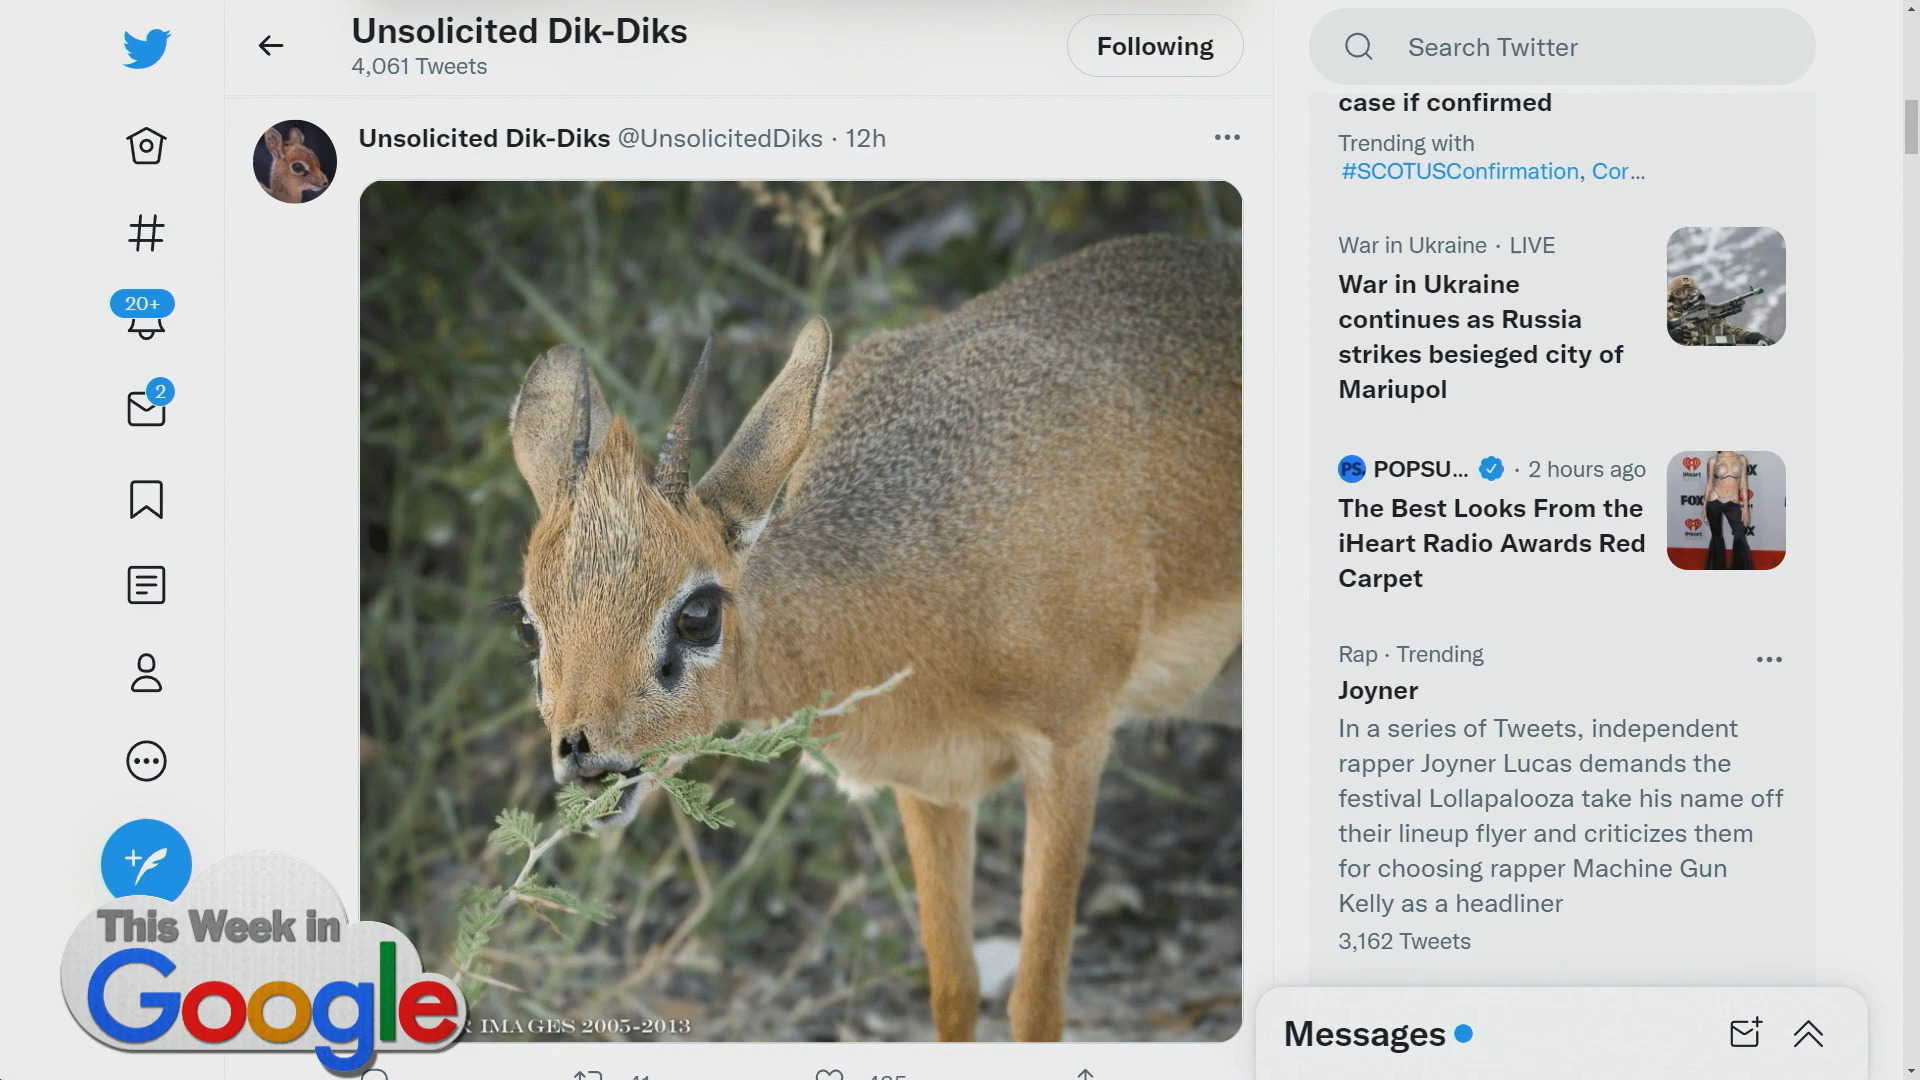 Unsolicited Dik-Diks
4,061 Tweets
Following
Search Twitter
Unsolicited Dik-Diks @UnsolicitedDiks · 12h
20+
2
IMAGES 2005-2013
This Week in
Google
case if confirmed
Trending with
#SCOTUSConfirmation, Cor...
War in Ukraine · LIVE
War in Ukraine
continues as Russia
strikes besieged city of
Mariupol
PS. POPSU... · 2 hours ago
The Best Looks From the
iHeart Radio Awards Red
Carpet
iHeart
FOX
Rap · Trending
Joyner
In a series of Tweets, independent
rapper Joyner Lucas demands the
festival Lollapalooza take his name off
their lineup flyer and criticizes them
for choosing rapper Machine Gun
Kelly as a headliner
3,162 Tweets
Messages